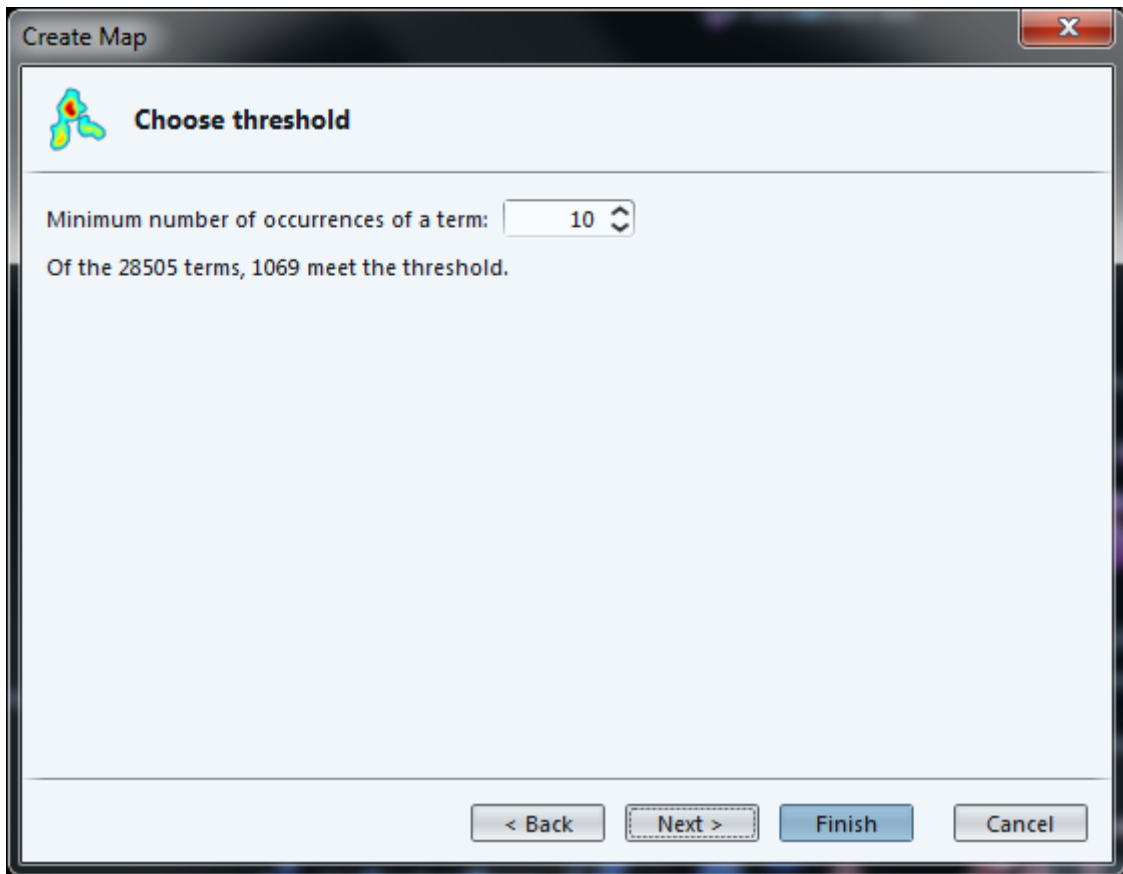 Create Map
Choose threshold
Minimum number of occurrences of a term: 10
Of the 28505 terms, 1069 meet the threshold.
< Back Next > Finish Cancel